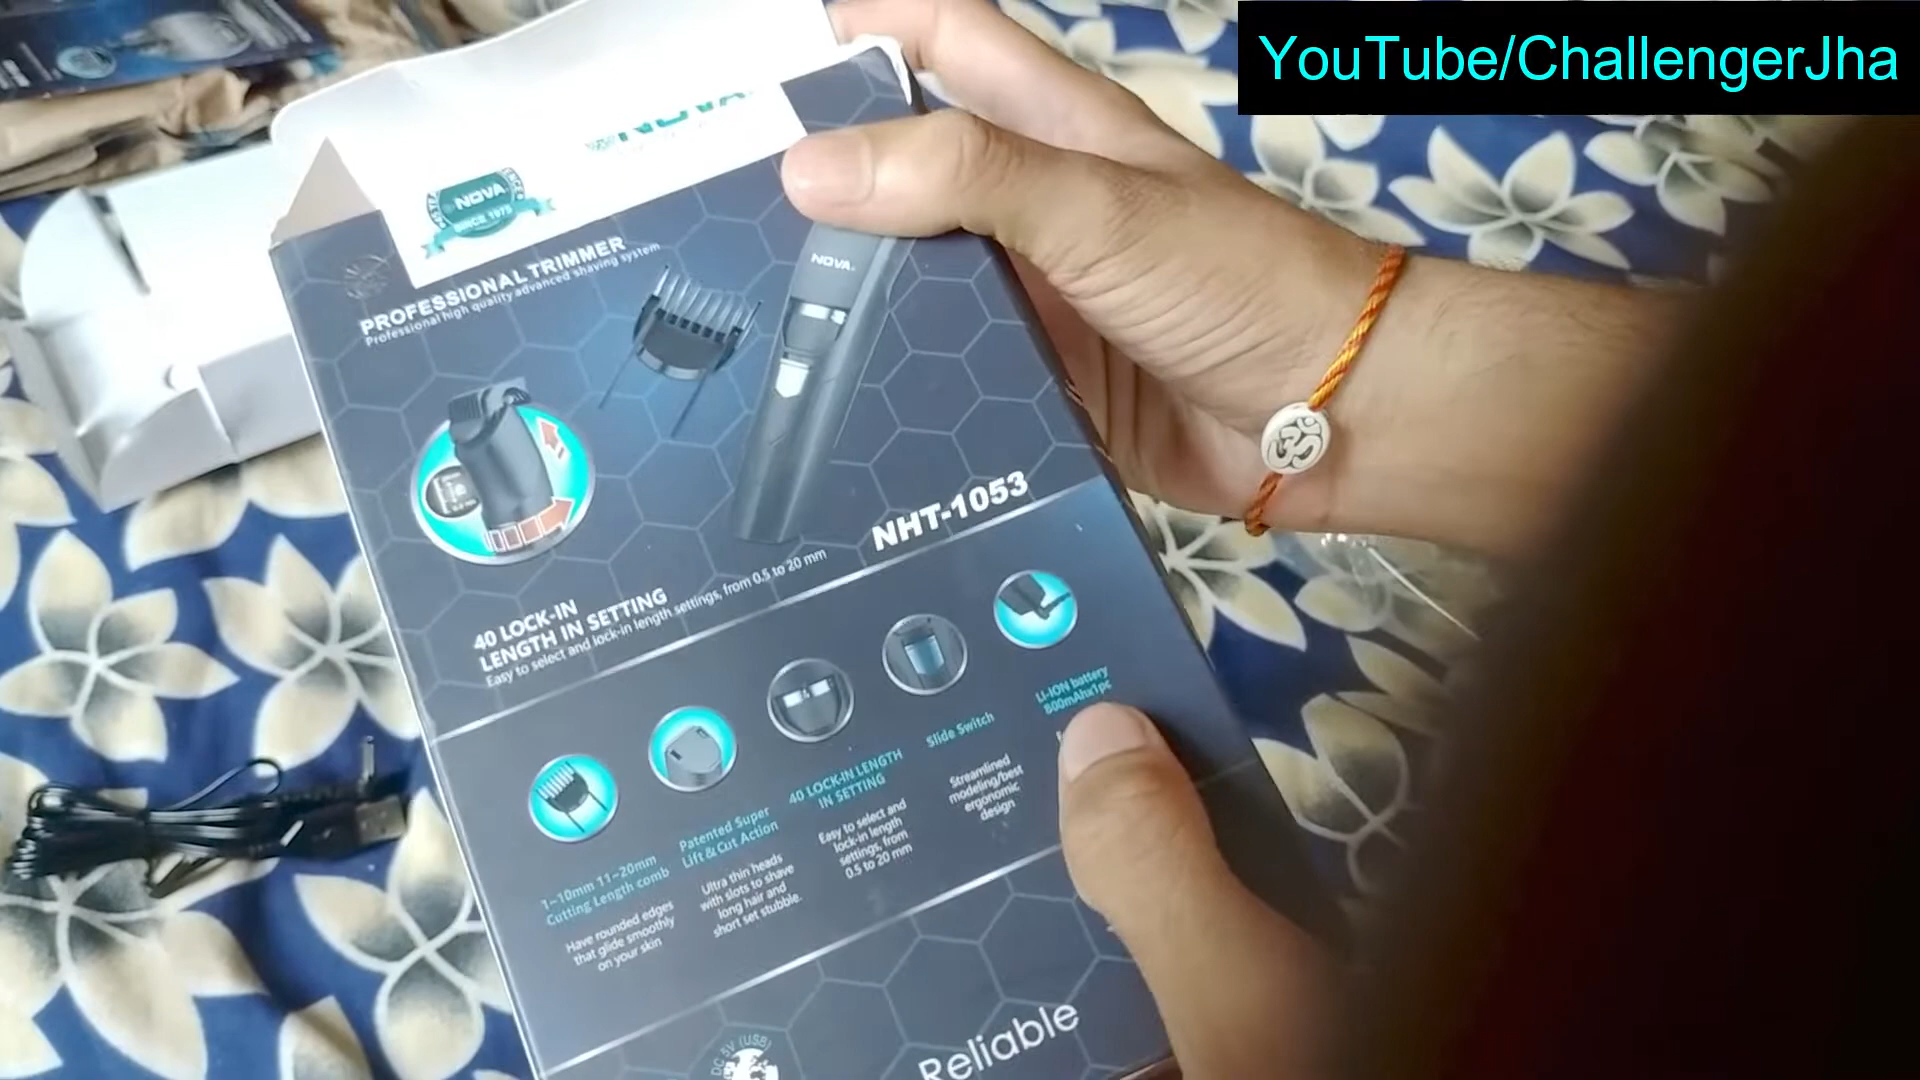 YouTube/ChallengerJha
NOVA
NOVA
SINCE 1975
PROFESSIONAL TRIMMER
Professional high quality advanced shaving system
NOVA
NHT-1053
40 LOCK-IN
LENGTH IN SETTING
Easy to select and lock-in length settings, from 0.5 to 20 mm
1~10mm 11~20mm
Cutting Length comb
Have rounded edges
that glide smoothly
on your skin
Patented Super
Lift & Cut Action
Ultra thin heads
with slots to shave
long hair and
short set stubble.
40 LOCK-IN LENGTH
IN SETTING
Easy to select and
lock-in length
settings, from
0.5 to 20 mm
Slide Switch
Streamlined
modeling/best
ergonomic
design
LI-ION battery
800mAhx1pc
DC 5V (USB)
Reliable
ॐ